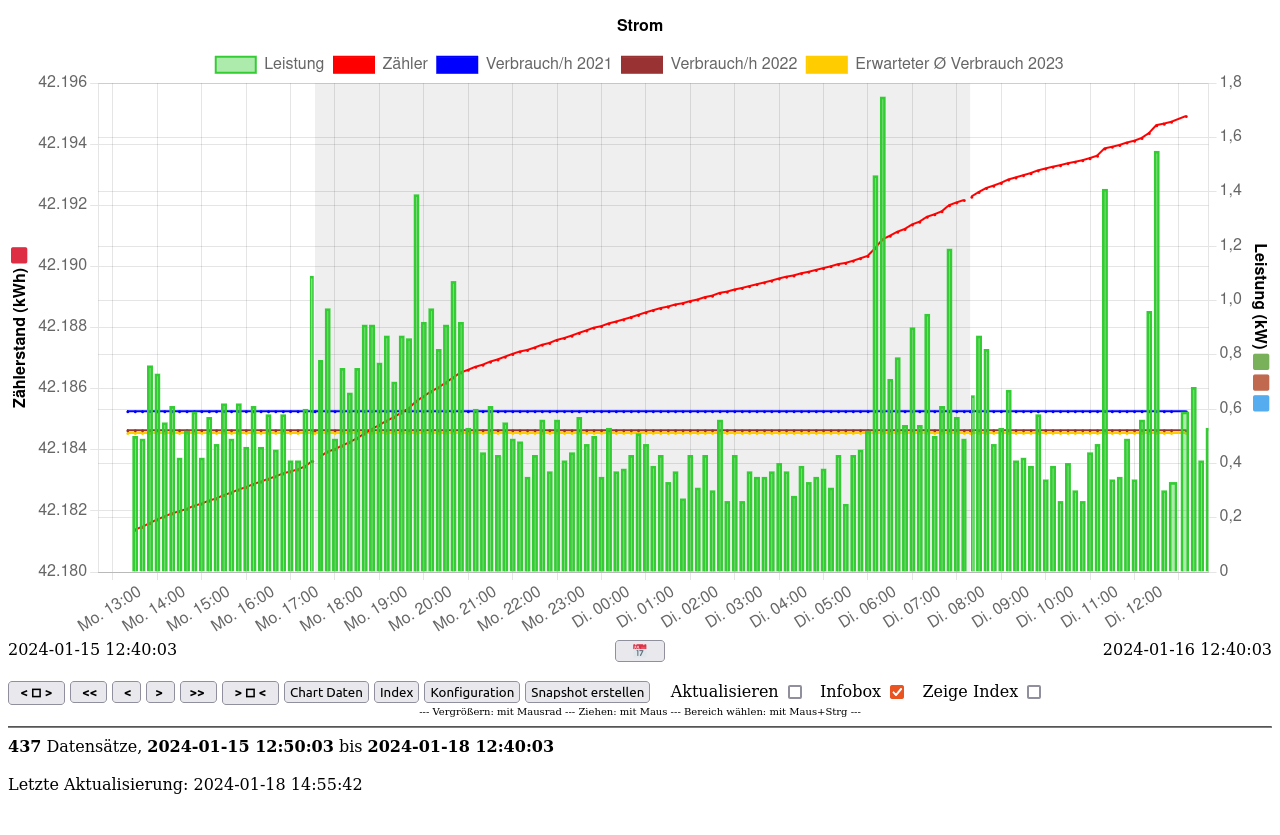 Strom
Leistung Zähler Verbrauch/h 2021 Verbrauch/h 2022 Erwarteter Ø Verbrauch 2023
Zählerstand (kWh)
42.196
42.194
42.192
42.190
42.188
42.186
42.184
42.182
42.180
1,8
1,6
1,4
1,2
1,0
0,8
0,6
0,4
0,2
0
Leistung (kW)
Mo. 13:00 Mo. 14:00 Mo. 15:00 Mo. 16:00 Mo. 17:00 Mo. 18:00 Mo. 19:00 Mo. 20:00 Mo. 21:00 Mo. 22:00 Mo. 23:00 Di. 00:00 Di. 01:00 Di. 02:00 Di. 03:00 Di. 04:00 Di. 05:00 Di. 06:00 Di. 07:00 Di. 08:00 Di. 09:00 Di. 10:00 Di. 11:00 Di. 12:00
2024-01-15 12:40:03 17 2024-01-16 12:40:03
< > << < > >> > < Chart Daten Index Konfiguration Snapshot erstellen Aktualisieren Infobox Zeige Index
--- Vergrößern: mit Mausrad --- Ziehen: mit Maus --- Bereich wählen: mit Maus+Strg ---
437 Datensätze, 2024-01-15 12:50:03 bis 2024-01-18 12:40:03
Letzte Aktualisierung: 2024-01-18 14:55:42